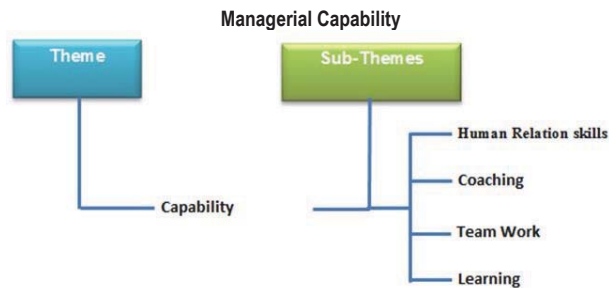 Managerial Capability
Theme
Sub-Themes
Human Relation skills
Coaching
Capability
Team Work
Learning